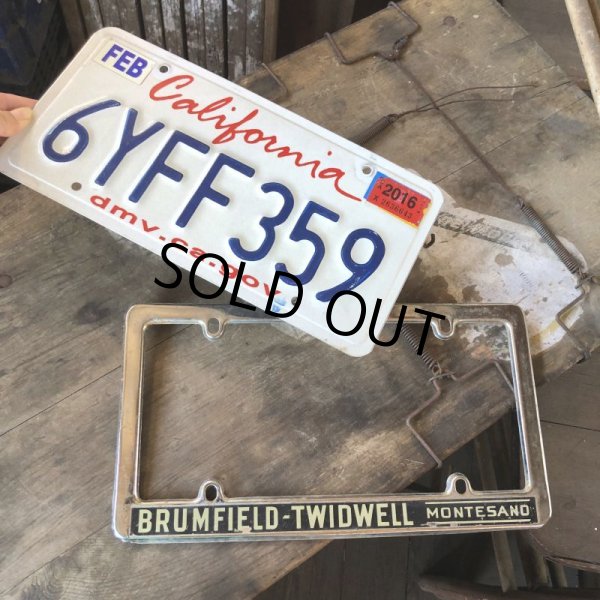 FEB
California
2016
6YFF359
dmv.ca.gov
SOLD OUT
BRUMFIELD-TWIDWELL MONTESANO